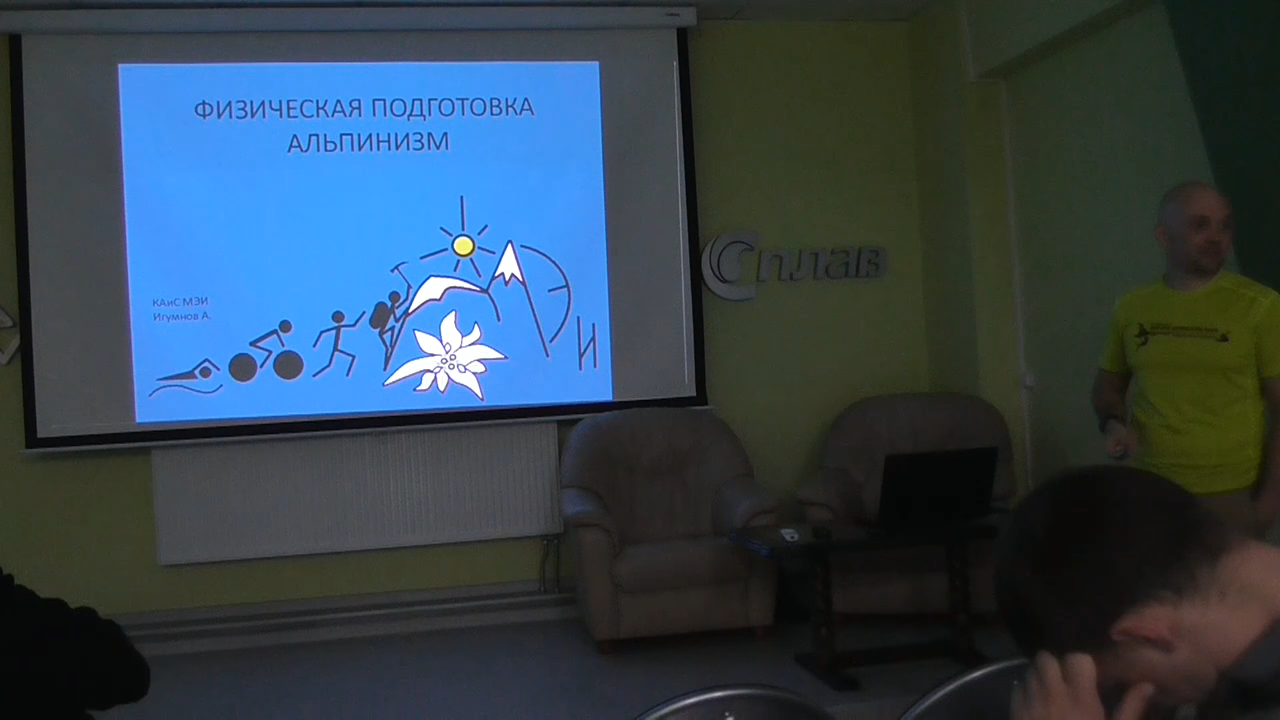 ФИЗИЧЕСКАЯ ПОДГОТОВКА
АЛЬПИНИЗМ
КАиС МЭИ
Игумнов А.
Сплав